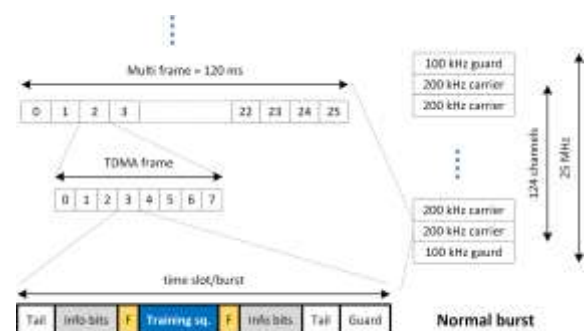 Multi frame = 120 ms
0 1 2 3 22 23 24 25
TDMA frame
0 1 2 3 4 5 6 7
time slot/burst
Tail Info bits F Training sq. F Info bits Tail Guard
100 kHz guard
200 kHz carrier
200 kHz carrier
200 kHz carrier
200 kHz carrier
100 kHz gaurd
124 channels
25 MHz
Normal burst